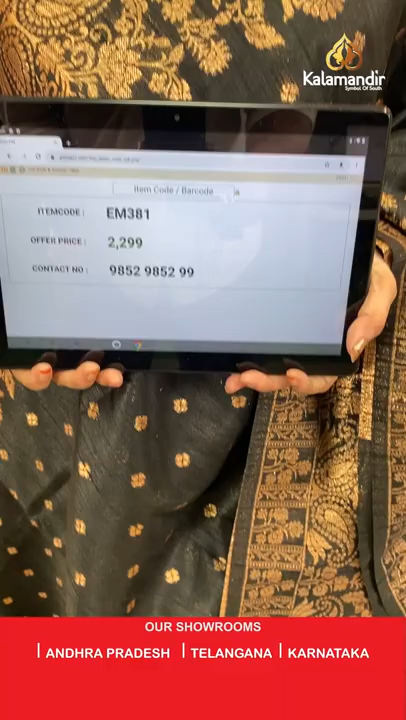 Kalamandir
Symbol Of South
Item Code / Barcode
ITEMCODE : EM381
OFFER PRICE : 2,299
CONTACT NO : 9852 9852 99
OUR SHOWROOMS
| ANDHRA PRADESH | TELANGANA | KARNATAKA